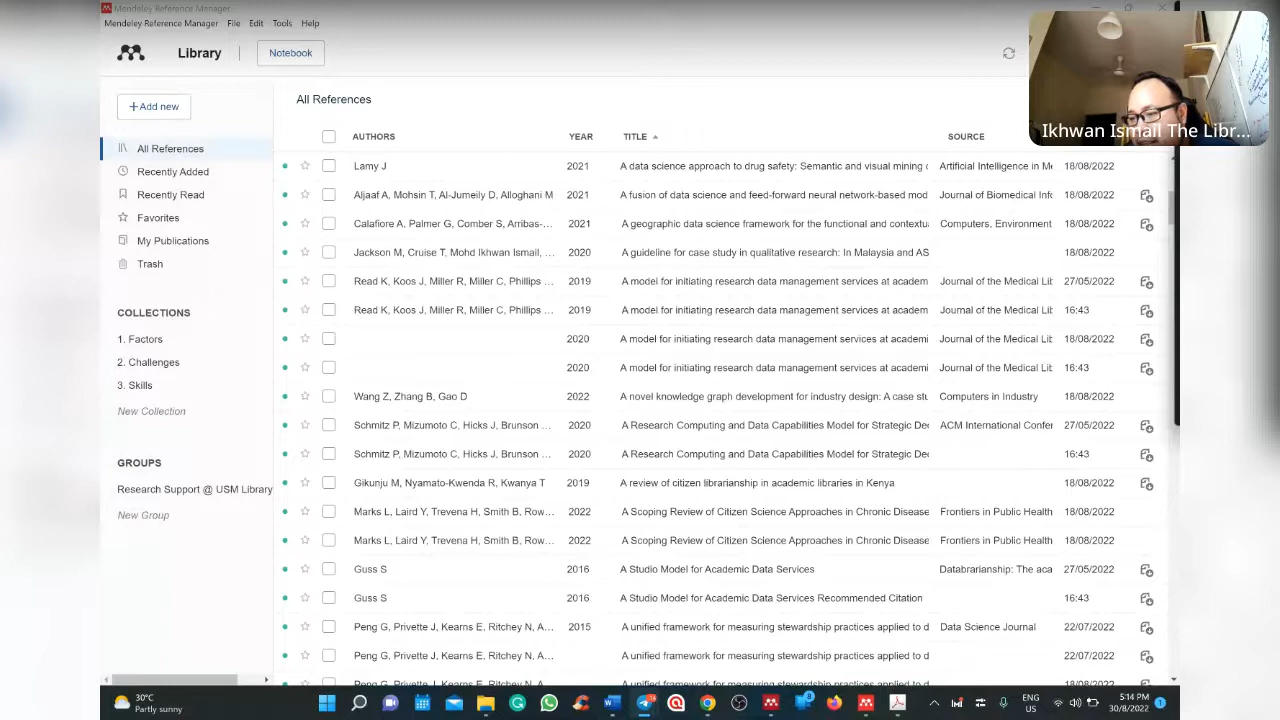 Mendeley Reference Manager
Mendeley Reference Manager File Edit Tools Help
Library Notebook
+ Add new
All References
Recently Added
Recently Read
Favorites
My Publications
Trash
COLLECTIONS
1. Factors
2. Challenges
3. Skills
New Collection
GROUPS
Research Support @ USM Library
New Group
All References
AUTHORS YEAR TITLE SOURCE
Lamy J 2021 A data science approach to drug safety: Semantic and visual mining Artificial Intelligence in Me 18/08/2022
Aljaaf A, Mohsin T, Al-Jumeily D, Alloghani M 2021 A fusion of data science and feed-forward neural network-based mod Journal of Biomedical Info 18/08/2022
Calafiore A, Palmer G, Comber S, Arribas-... 2021 A geographic data science framework for the functional and contextua Computers, Environment 18/08/2022
Jackson M, Cruise T, Mohd Ikhwan Ismail, ... 2020 A guideline for case study in qualitative research: In Malaysia and AS 18/08/2022
Read K, Koos J, Miller R, Miller C, Phillips ... 2019 A model for initiating research data management services at academ Journal of the Medical Lib 27/05/2022
Read K, Koos J, Miller R, Miller C, Phillips ... 2019 A model for initiating research data management services at academ Journal of the Medical Lib 16:43
2020 A model for initiating research data management services at academi Journal of the Medical Lib 18/08/2022
2020 A model for initiating research data management services at academi Journal of the Medical Lib 16:43
Wang Z, Zhang B, Gao D 2022 A novel knowledge graph development for industry design: A case stu Computers in Industry 18/08/2022
Schmitz P, Mizumoto C, Hicks J, Brunson ... 2020 A Research Computing and Data Capabilities Model for Strategic Dec ACM International Confer 27/05/2022
Schmitz P, Mizumoto C, Hicks J, Brunson ... 2020 A Research Computing and Data Capabilities Model for Strategic Dec 16:43
Gikunju M, Nyamato-Kwenda R, Kwanya T 2019 A review of citizen librarianship in academic libraries in Kenya 18/08/2022
Marks L, Laird Y, Trevena H, Smith B, Row... 2022 A Scoping Review of Citizen Science Approaches in Chronic Disease Frontiers in Public Health 18/08/2022
Marks L, Laird Y, Trevena H, Smith B, Row... 2022 A Scoping Review of Citizen Science Approaches in Chronic Disease Frontiers in Public Health 18/08/2022
Guss S 2016 A Studio Model for Academic Data Services Databrarianship: The aca 27/05/2022
Guss S 2016 A Studio Model for Academic Data Services Recommended Citation 16:43
Peng G, Privette J, Kearns E, Ritchey N, A... 2015 A unified framework for measuring stewardship practices applied to d Data Science Journal 22/07/2022
Peng G, Privette J, Kearns E, Ritchey N, A... A unified framework for measuring stewardship practices applied to d 22/07/2022
Ikhwan Ismail The Libr...
30°C
Partly sunny
ENG
US
5:14 PM
30/8/2022